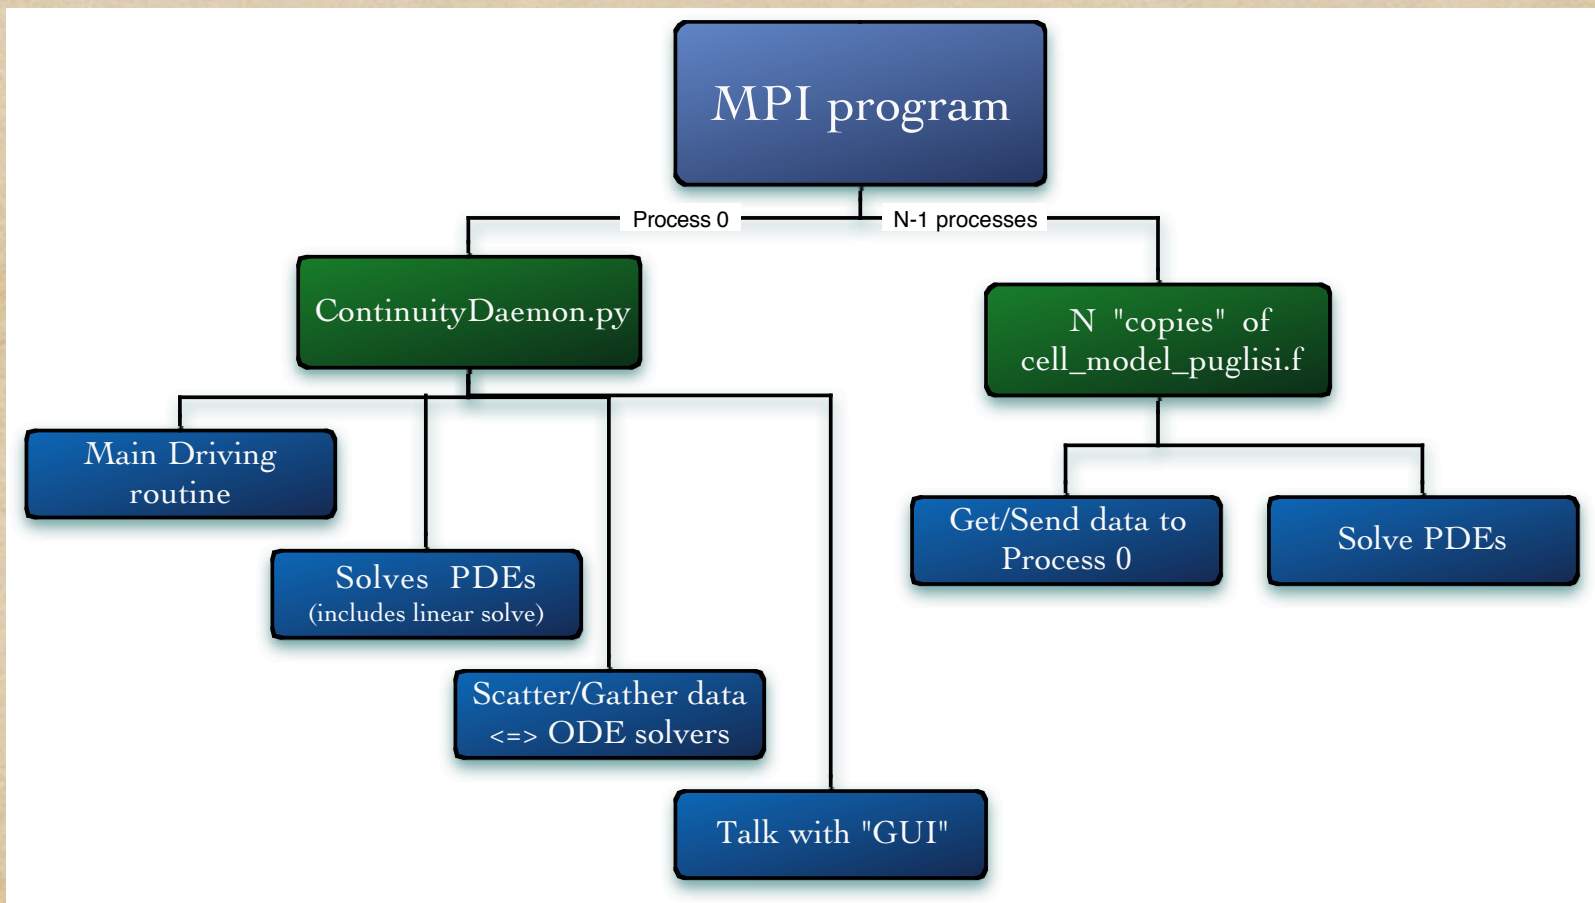 MPI program
Process 0
N-1 processes
ContinuityDaemon.py
N "copies" of
cell_model_puglisi.f
Main Driving
routine
Solves PDEs
(includes linear solve)
Scatter/Gather data
<=> ODE solvers
Talk with "GUI"
Get/Send data to
Process 0
Solve PDEs